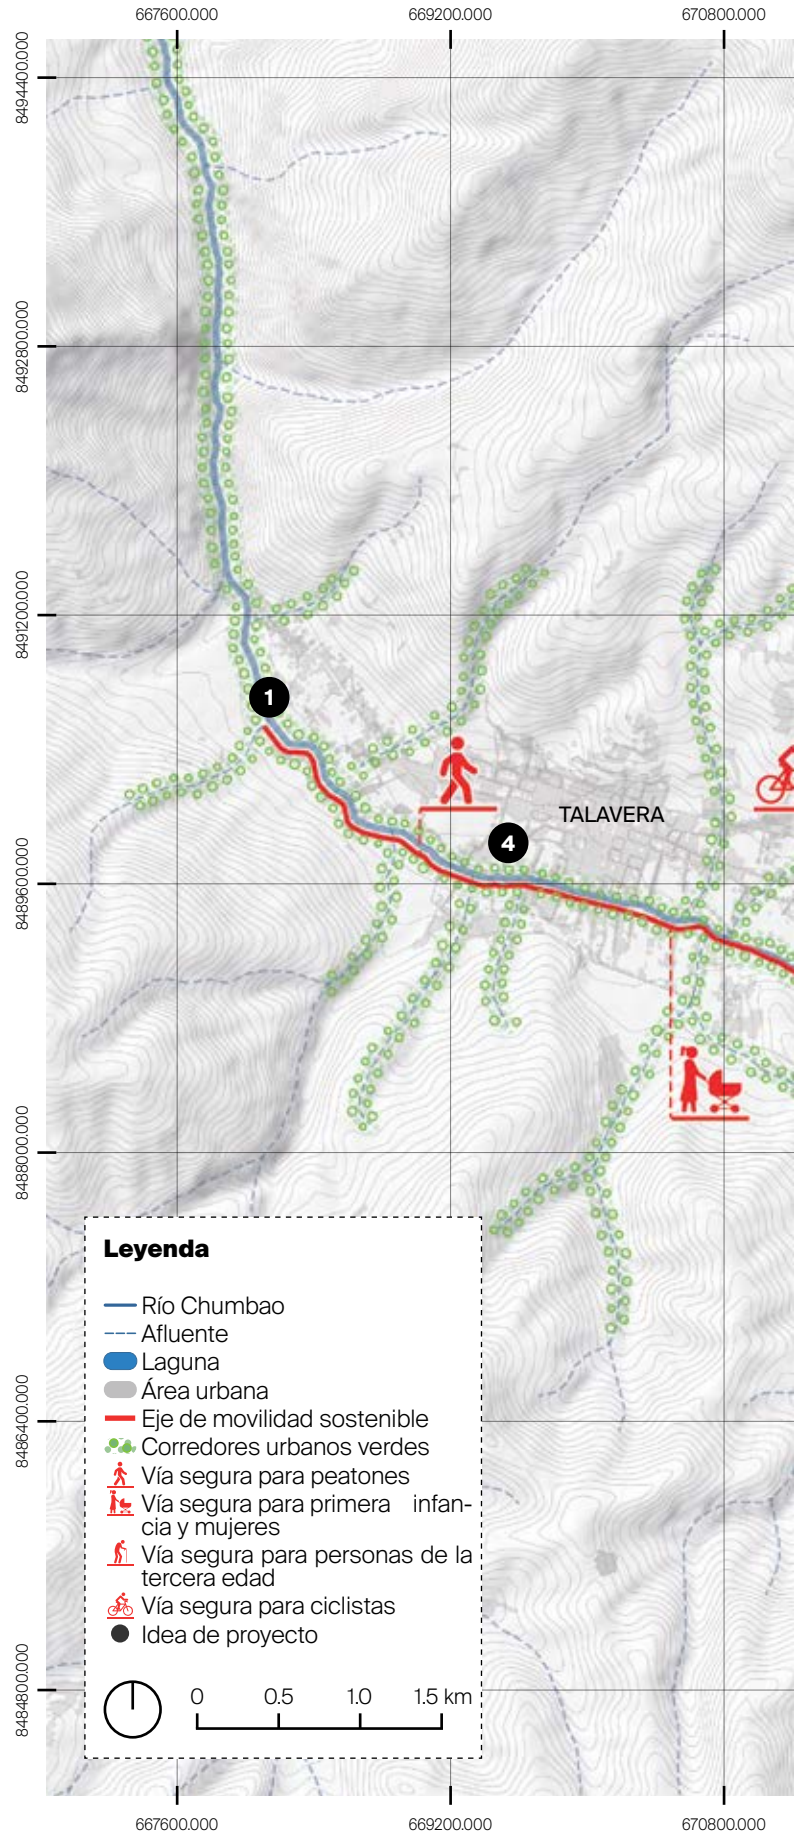 667600.000 669200.000 670800.000
8494400.000
8492800.000
8491200.000
1
TALAVERA
4
8489600.000
8488000.000
Leyenda
Río Chumbao
Afluente
Laguna
Área urbana
Eje de movilidad sostenible
Corredores urbanos verdes
Vía segura para peatones
Vía segura para primera infan-
cia y mujeres
Vía segura para personas de la
tercera edad
Vía segura para ciclistas
Idea de proyecto
0 0.5 1.0 1.5 km
8486400.000
8484800.000
667600.000 669200.000 670800.000